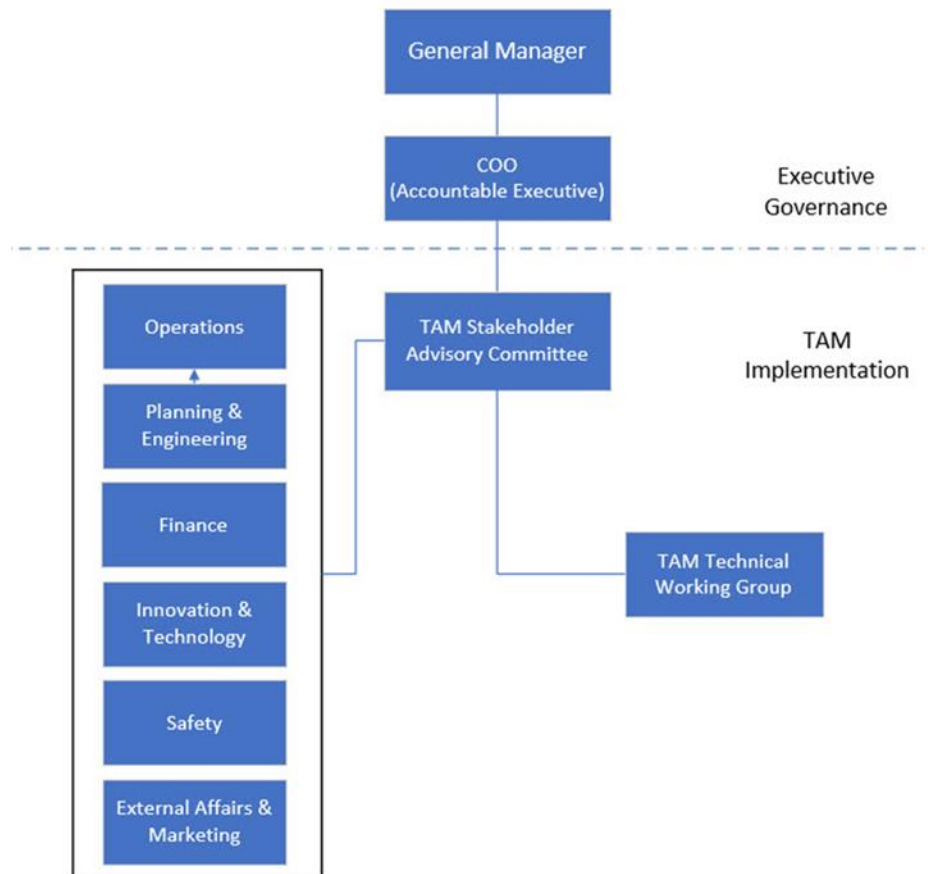 General Manager
COO
(Accountable Executive)
Executive
Governance
TAM Stakeholder
Advisory Committee
TAM
Implementation
Operations
Planning &
Engineering
Finance
Innovation &
Technology
Safety
External Affairs &
Marketing
TAM Technical
Working Group